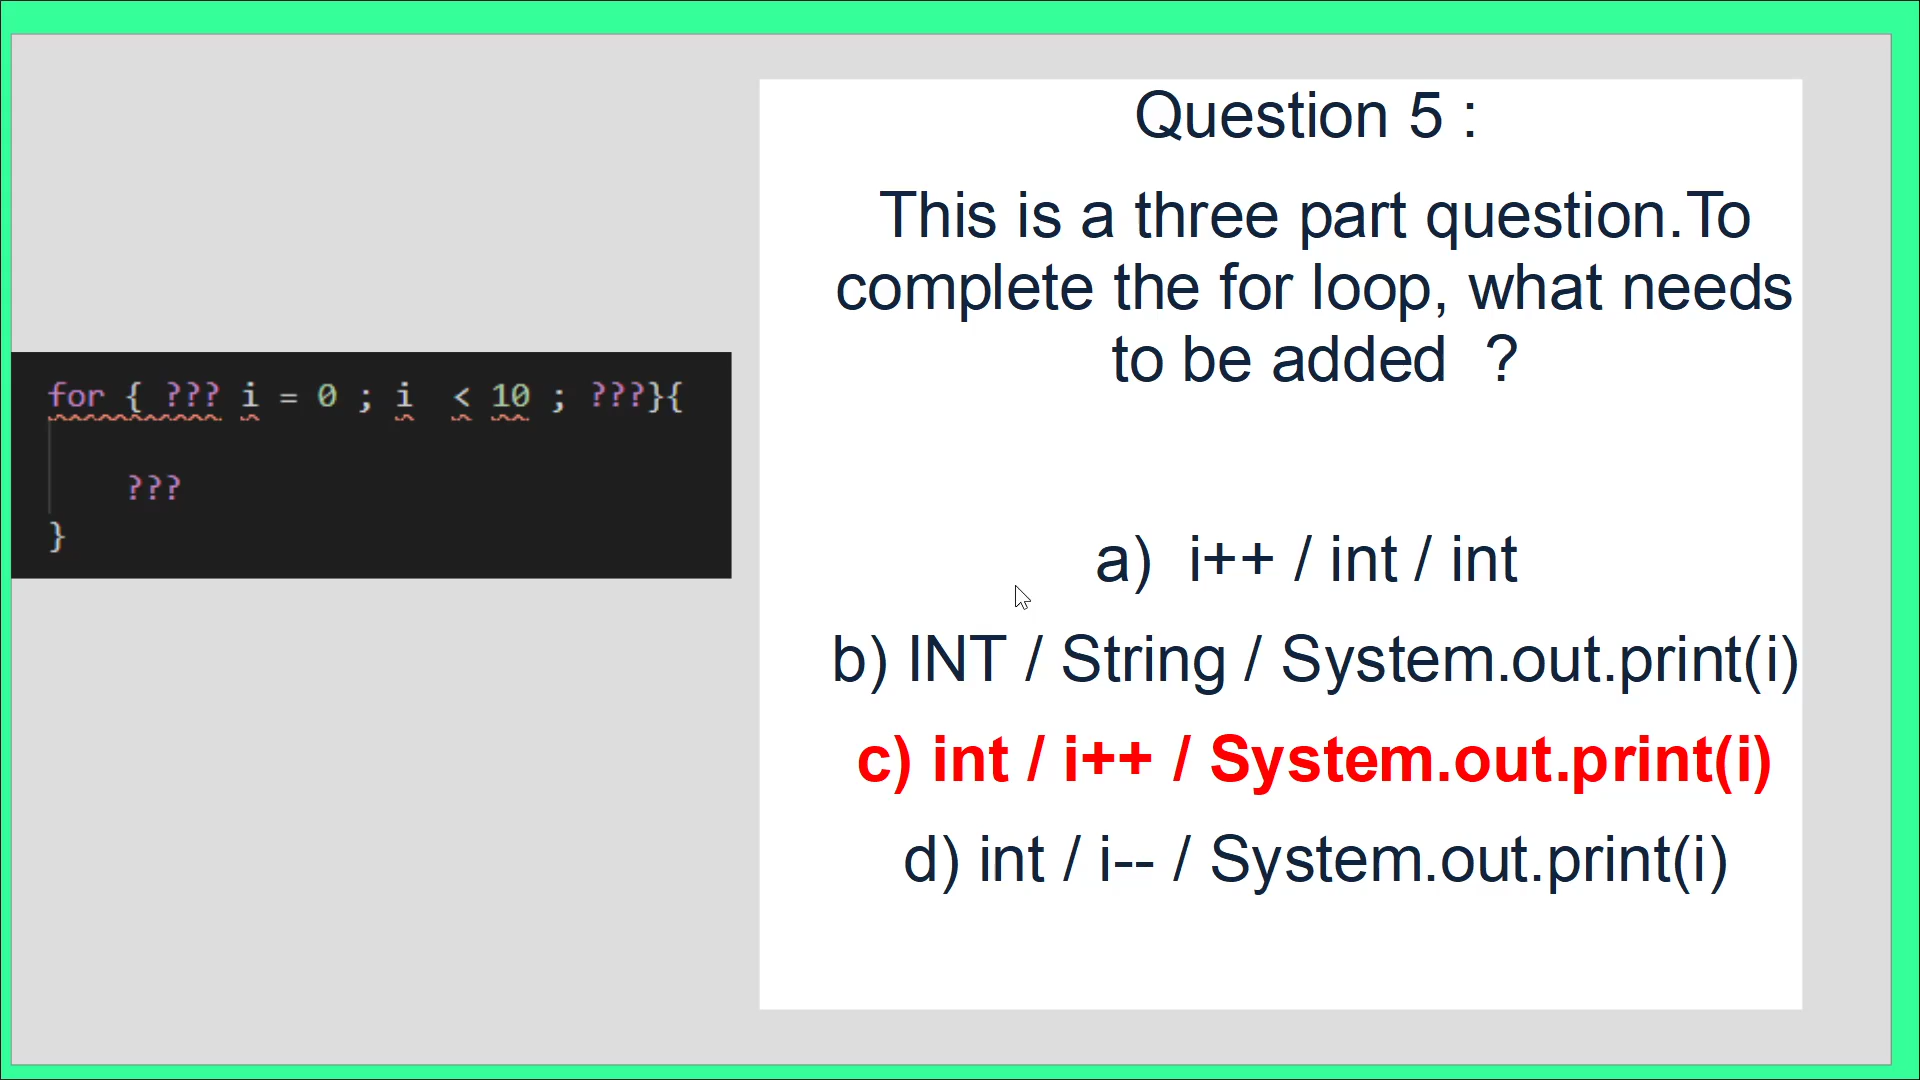 for { ??? i = 0 ; i  < 10 ; ???}{
???
}
Question 5 :
This is a three part question.To
complete the for loop, what needs
to be added  ?
a)  i++ / int / int
b) INT / String / System.out.print(i)
c) int / i++ / System.out.print(i)
d) int / i-- / System.out.print(i)